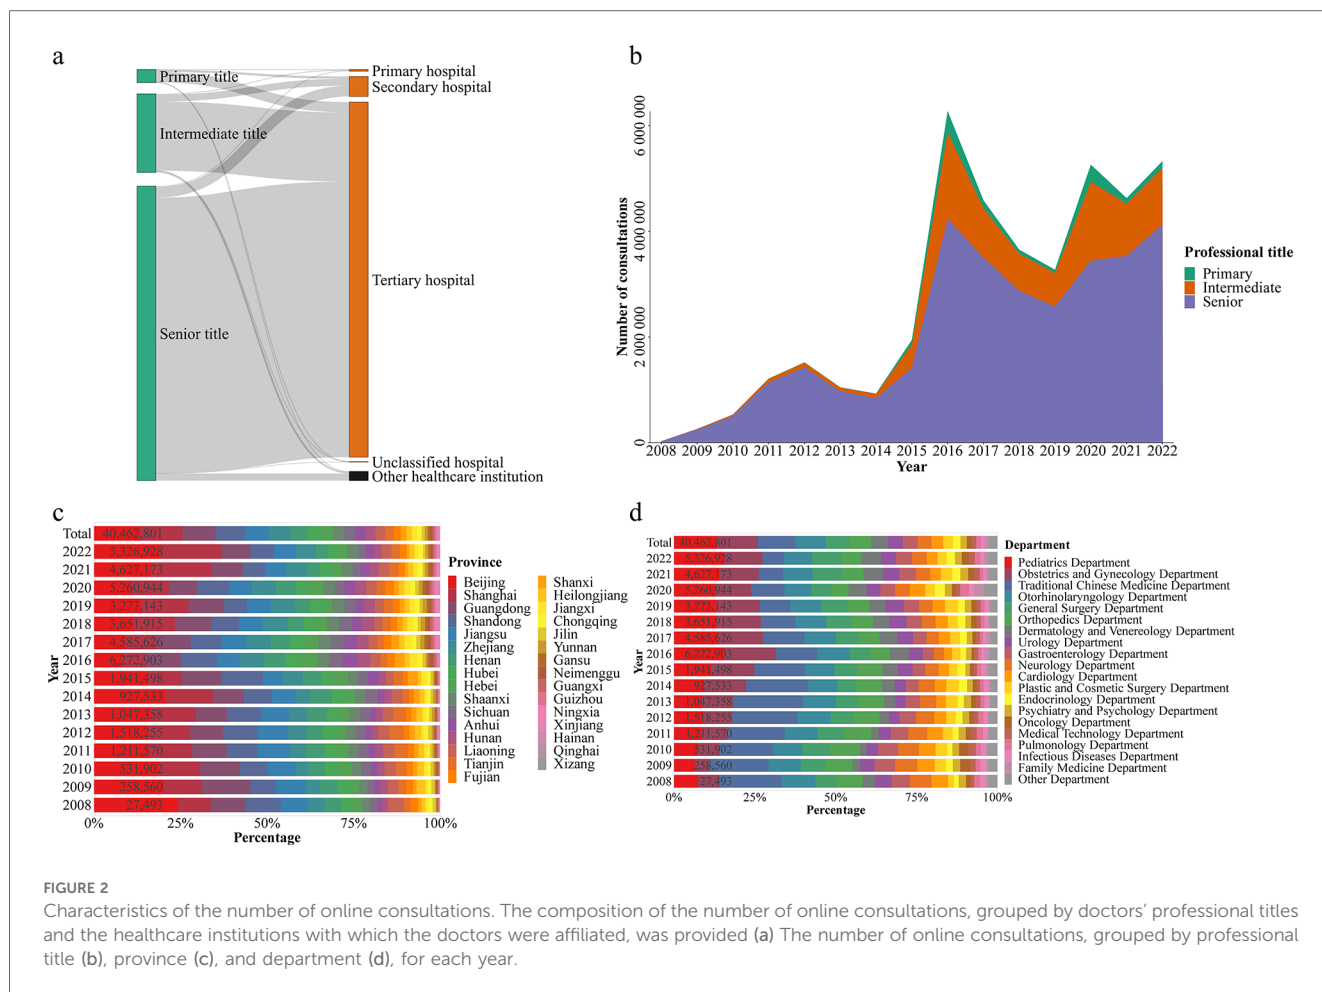 a
Primary title
Intermediate title
Senior title
Primary hospital
Secondary hospital
Tertiary hospital
Unclassified hospital
Other healthcare institution
b
Number of consultations
6 000 000
4 000 000
2 000 000
0
2008 2009 2010 2011 2012 2013 2014 2015 2016 2017 2018 2019 2020 2021 2022
Year
Professional title
Primary
Intermediate
Senior
c
Year
Total 40,462,801
2022 5,326,928
2021 4,627,173
2020 5,260,944
2019 3,273,143
2018 3,651,915
2017 4,585,626
2016 6,272,903
2015 1,941,498
2014 927,533
2013 1,047,358
2012 1,518,255
2011 1,211,570
2010 531,902
2009 258,560
2008 27,493
0% 25% 50% 75% 100%
Percentage
Province
Beijing
Shanghai
Guangdong
Shandong
Jiangsu
Zhejiang
Henan
Hubei
Hebei
Shaanxi
Sichuan
Anhui
Hunan
Liaoning
Tianjin
Fujian
Shanxi
Heilongjiang
Jiangxi
Chongqing
Jilin
Yunnan
Gansu
Neimenggu
Guangxi
Guizhou
Ningxia
Xinjiang
Hainan
Qinghai
Xizang
d
Year
Total 40,462,801
2022 5,326,928
2021 4,627,173
2020 5,260,944
2019 3,273,143
2018 3,651,915
2017 4,585,626
2016 6,272,903
2015 1,941,498
2014 927,533
2013 1,047,358
2012 1,518,255
2011 1,211,570
2010 531,902
2009 258,560
2008 27,493
0% 25% 50% 75% 100%
Percentage
Department
Pediatrics Department
Obstetrics and Gynecology Department
Traditional Chinese Medicine Department
Otorhinolaryngology Department
General Surgery Department
Orthopedics Department
Dermatology and Venereology Department
Urology Department
Gastroenterology Department
Neurology Department
Cardiology Department
Plastic and Cosmetic Surgery Department
Endocrinology Department
Psychiatry and Psychology Department
Oncology Department
Medical Technology Department
Pulmonology Department
Infectious Diseases Department
Family Medicine Department
Other Department
FIGURE 2
Characteristics of the number of online consultations. The composition of the number of online consultations, grouped by doctors’ professional titles
and the healthcare institutions with which the doctors were affiliated, was provided (a) The number of online consultations, grouped by professional
title (b), province (c), and department (d), for each year.